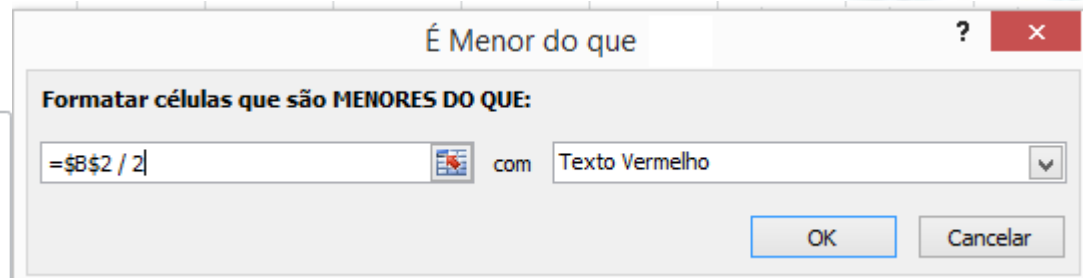 É Menor do que
?
Formatar células que são MENORES DO QUE:
=$B$2 / 2 com Texto Vermelho
OK Cancelar